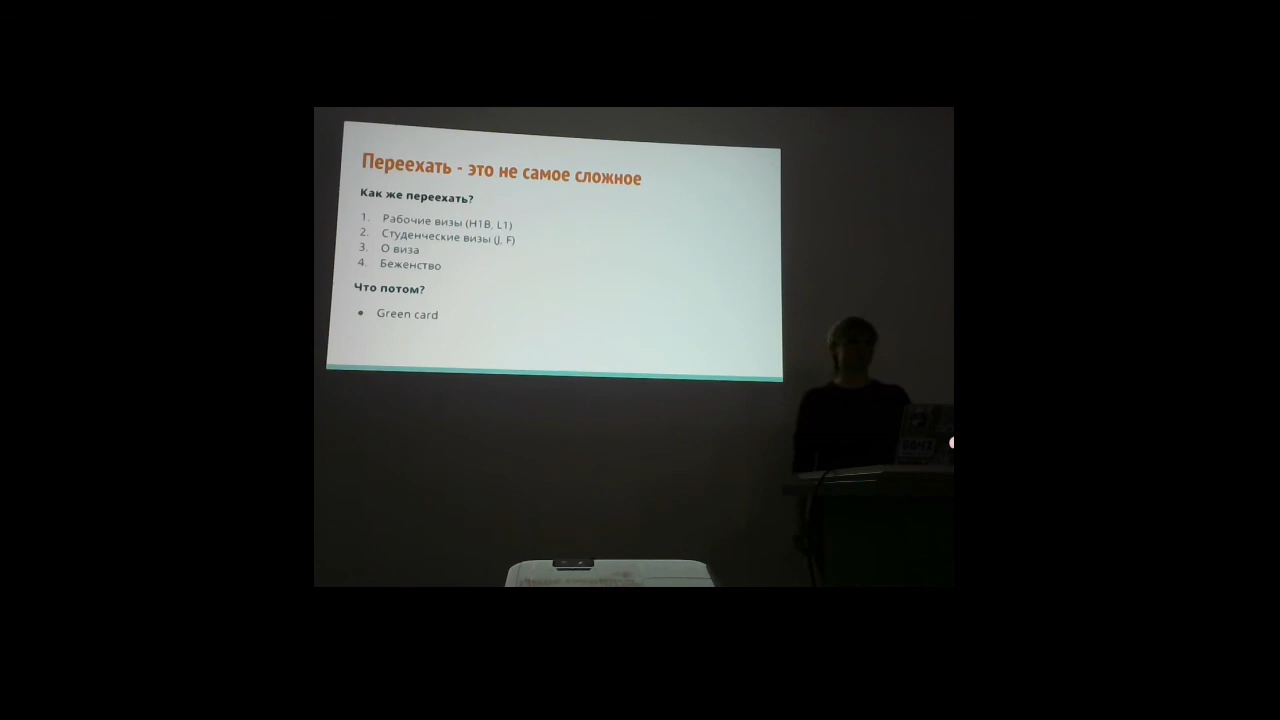 Переехать - это не самое сложное
Как же переехать?
1. Рабочие визы (H1B, L1)
2. Студенческие визы (J, F)
3. О виза
4. Беженство
Что потом?
● Green card